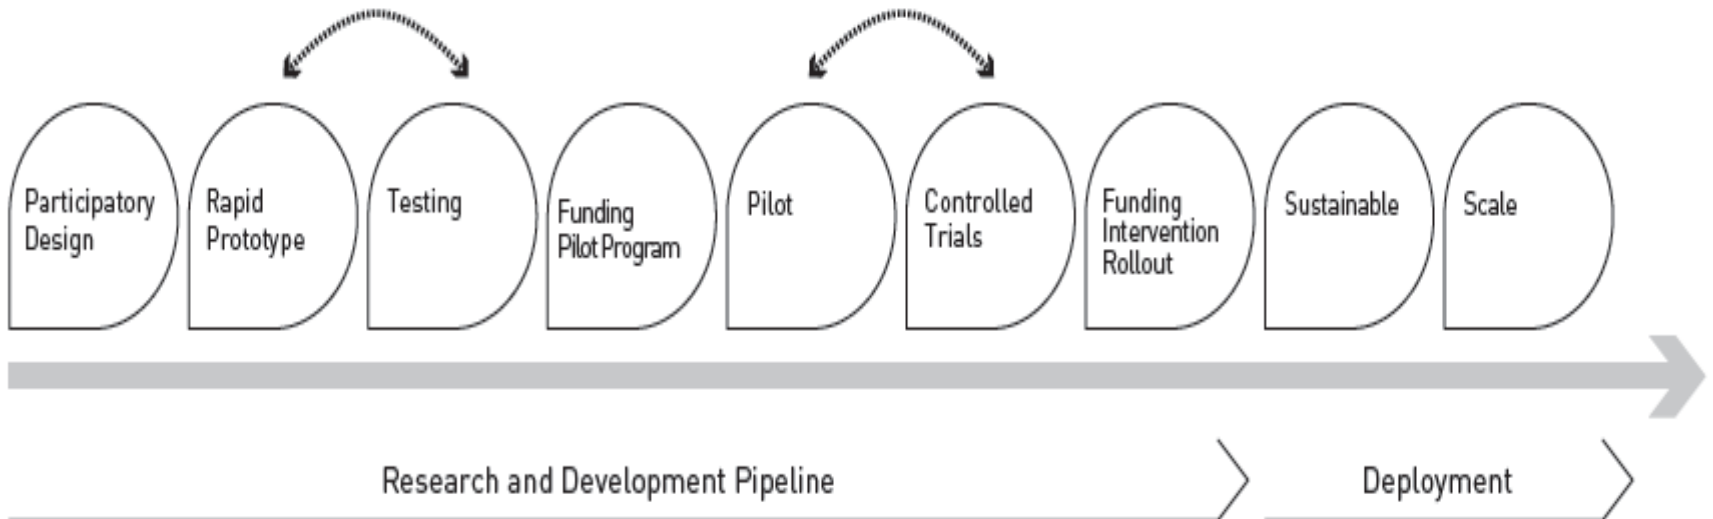 Participatory
Design
Rapid
Prototype
Testing
Funding
Pilot Program
Pilot
Controlled
Trials
Funding
Intervention
Rollout
Sustainable
Scale
Research and Development Pipeline
Deployment